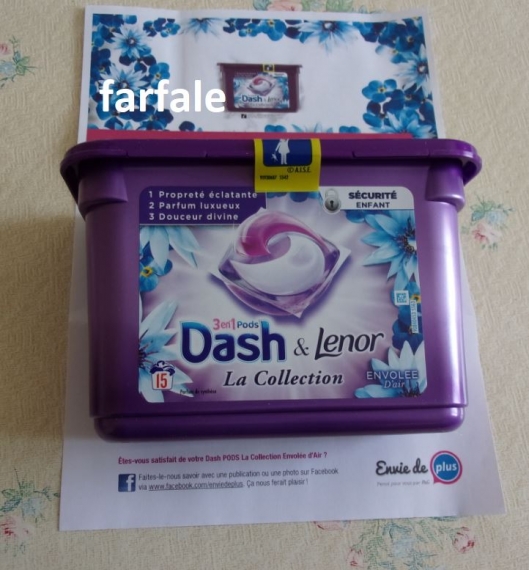 farfale
Dash & Lenor
©A.I.S.E.
1 Propreté éclatante
2 Parfum luxueux
3 Douceur divine
SÉCURITÉ
ENFANT
3en1 Pods
Dash & Lenor
La Collection
15
ENVOLÉE
D'air
Êtes-vous satisfait de votre Dash PODS La Collection Envolée d'Air ?
Faites-le-nous savoir avec une publication ou une photo sur Facebook
via www.facebook.com/enviedeplus. Ça nous ferait plaisir !
Envie de plus